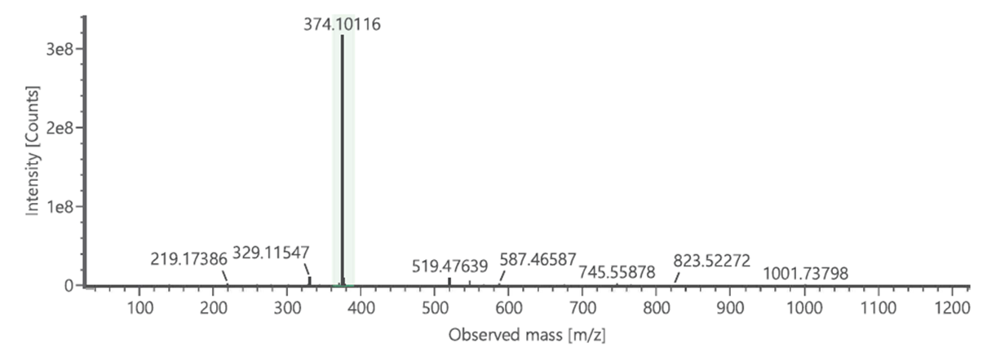 374.10116
3e8
2e8
1e8
0
Intensity [Counts]
219.17386 329.11547
519.47639 587.46587 745.55878 823.52272 1001.73798
100 200 300 400 500 600 700 800 900 1000 1100 1200
Observed mass [m/z]